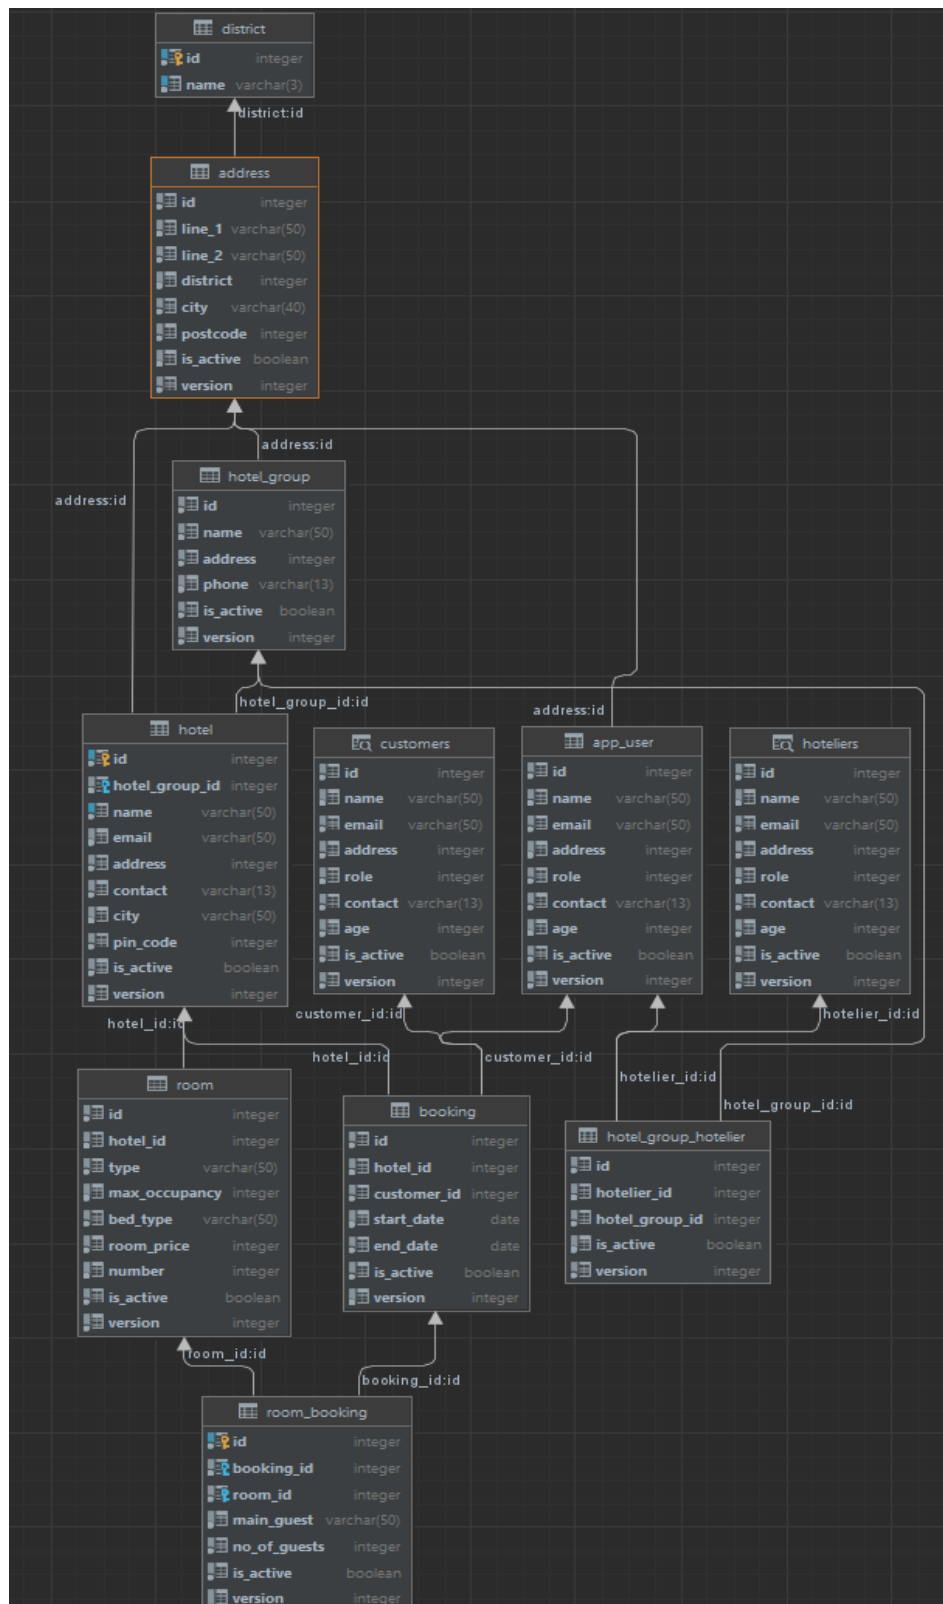 district
id integer
name varchar(3)
district:id
address
id integer
line_1 varchar(50)
line_2 varchar(50)
district integer
city varchar(40)
postcode integer
is_active boolean
version integer
address:id
address:id
hotel_group
id integer
name varchar(50)
address integer
phone varchar(13)
is_active boolean
version integer
hotel_group_id:id
address:id
hotel
id integer
hotel_group_id integer
name varchar(50)
email varchar(50)
address integer
contact varchar(13)
city varchar(50)
pin_code integer
is_active boolean
version integer
customers
id integer
name varchar(50)
email varchar(50)
address integer
role integer
contact varchar(13)
age integer
is_active boolean
version integer
app_user
id integer
name varchar(50)
email varchar(50)
address integer
role integer
contact varchar(13)
age integer
is_active boolean
version integer
hoteliers
id integer
name varchar(50)
email varchar(50)
address integer
role integer
contact varchar(13)
age integer
is_active boolean
version integer
hotel_id:id
customer_id:id
hotelier_id:id
hotel_id:id
customer_id:id
hotelier_id:id
hotel_group_id:id
room
id integer
hotel_id integer
type varchar(50)
max_occupancy integer
bed_type varchar(50)
room_price integer
number integer
is_active boolean
version integer
booking
id integer
hotel_id integer
customer_id integer
start_date date
end_date date
is_active boolean
version integer
hotel_group_hotelier
id integer
hotelier_id integer
hotel_group_id integer
is_active boolean
version integer
room_id:id
booking_id:id
room_booking
id integer
booking_id integer
room_id integer
main_guest varchar(50)
no_of_guests integer
is_active boolean
version integer